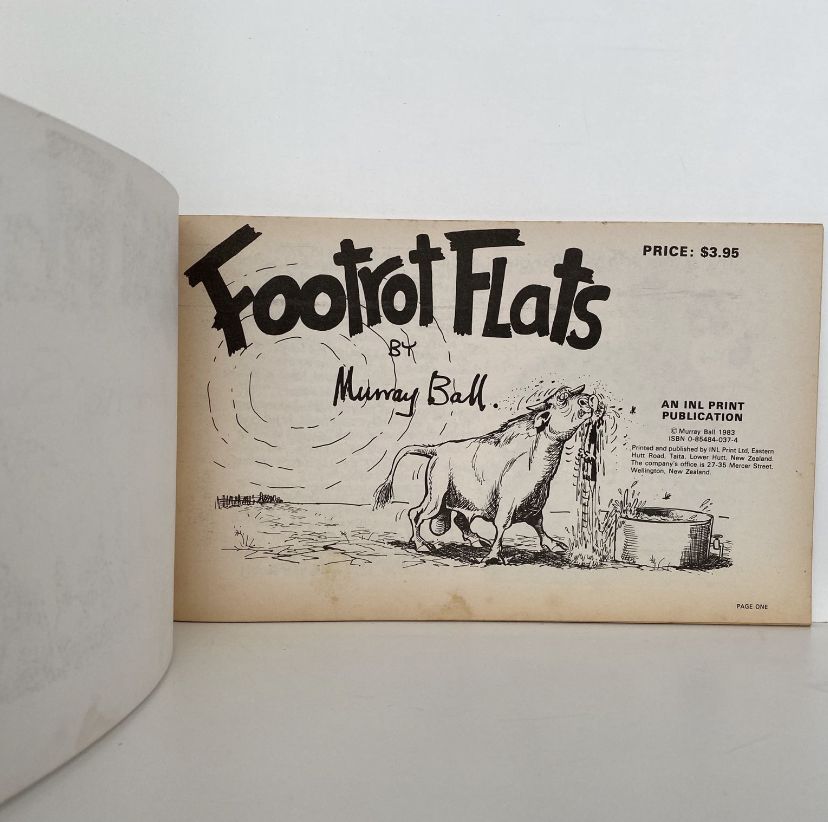 Footrot Flats
BY
Murray Ball.
PRICE: $3.95
AN INL PRINT
PUBLICATION
© Murray Ball 1983
ISBN 0-85484-037-4
Printed and published by INL Print Ltd, Eastern
Hutt Road, Taita, Lower Hutt, New Zealand.
The company's office is 27-35 Mercer Street,
Wellington, New Zealand.
PAGE ONE